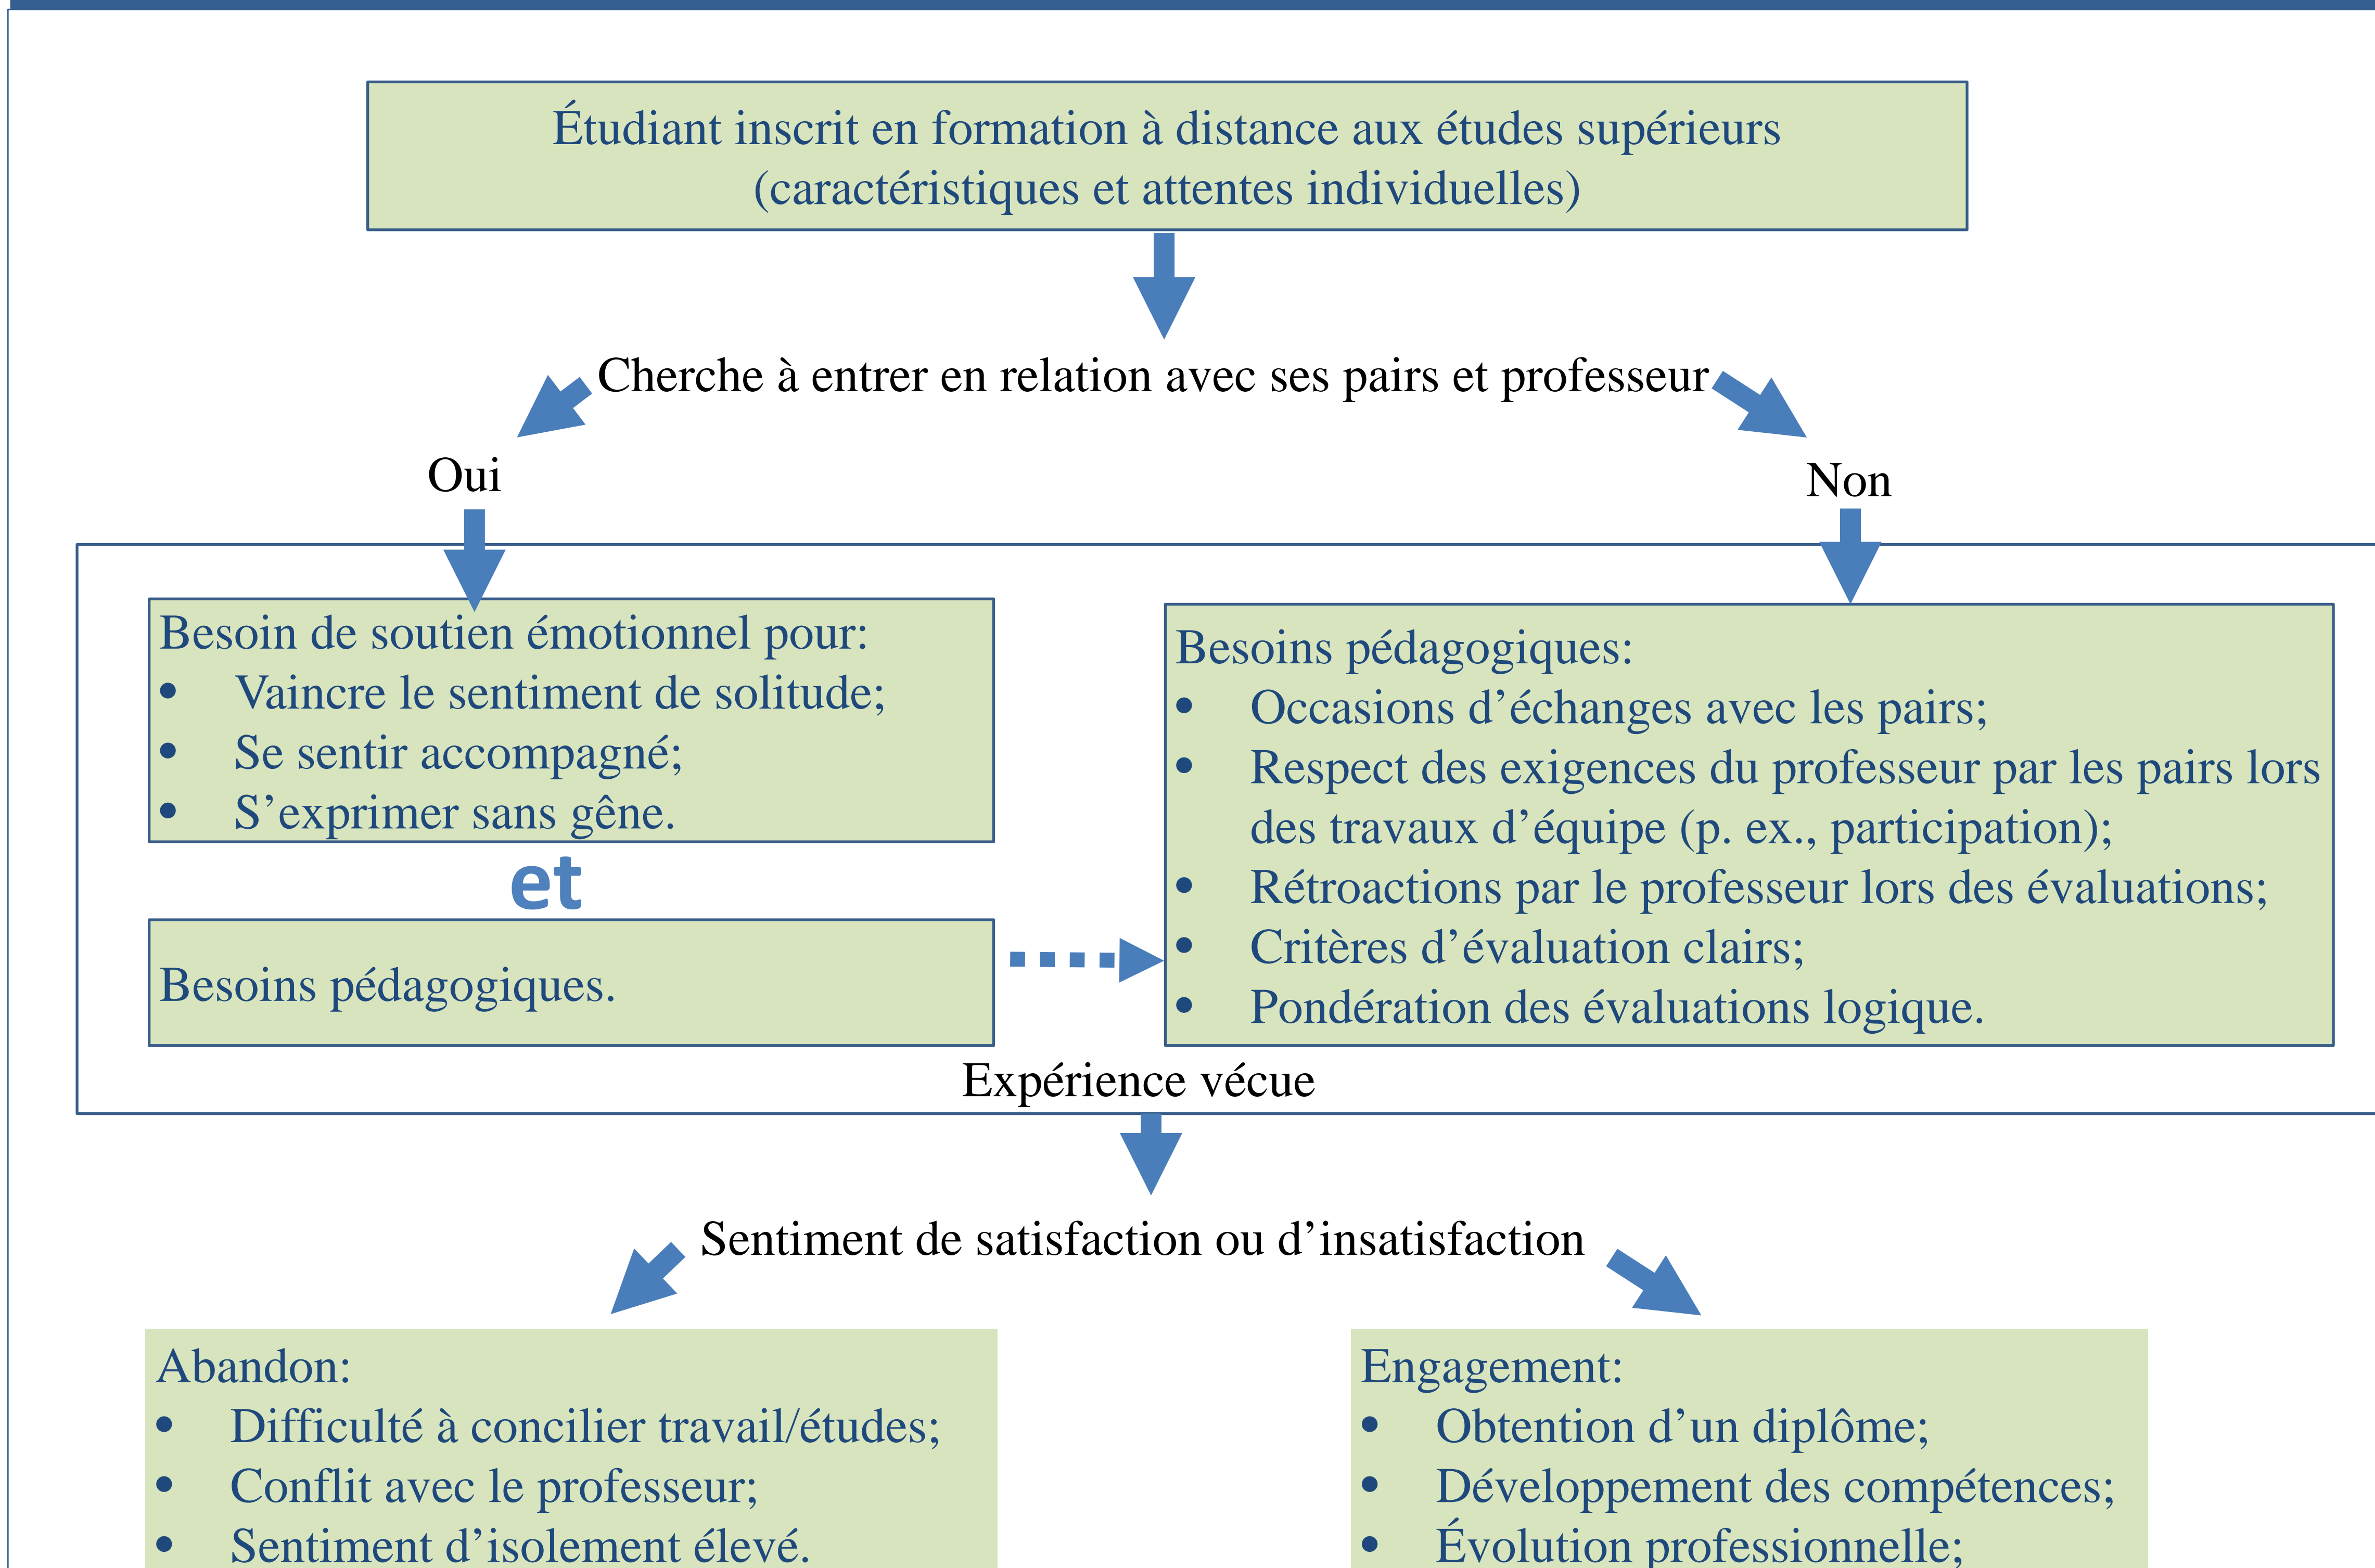 Étudiant inscrit en formation à distance aux études supérieurs
(caractéristiques et attentes individuelles)
Cherche à entrer en relation avec ses pairs et professeur
Oui
Non
Besoin de soutien émotionnel pour:
• Vaincre le sentiment de solitude;
• Se sentir accompagné;
• S’exprimer sans gêne.
et
Besoins pédagogiques.
Besoins pédagogiques:
• Occasions d’échanges avec les pairs;
• Respect des exigences du professeur par les pairs lors
des travaux d’équipe (p. ex., participation);
• Rétroactions par le professeur lors des évaluations;
• Critères d’évaluation clairs;
• Pondération des évaluations logique.
Expérience vécue
Sentiment de satisfaction ou d’insatisfaction
Abandon:
• Difficulté à concilier travail/études;
• Conflit avec le professeur;
• Sentiment d’isolement élevé.
Engagement:
• Obtention d’un diplôme;
• Développement des compétences;
• Évolution professionnelle;